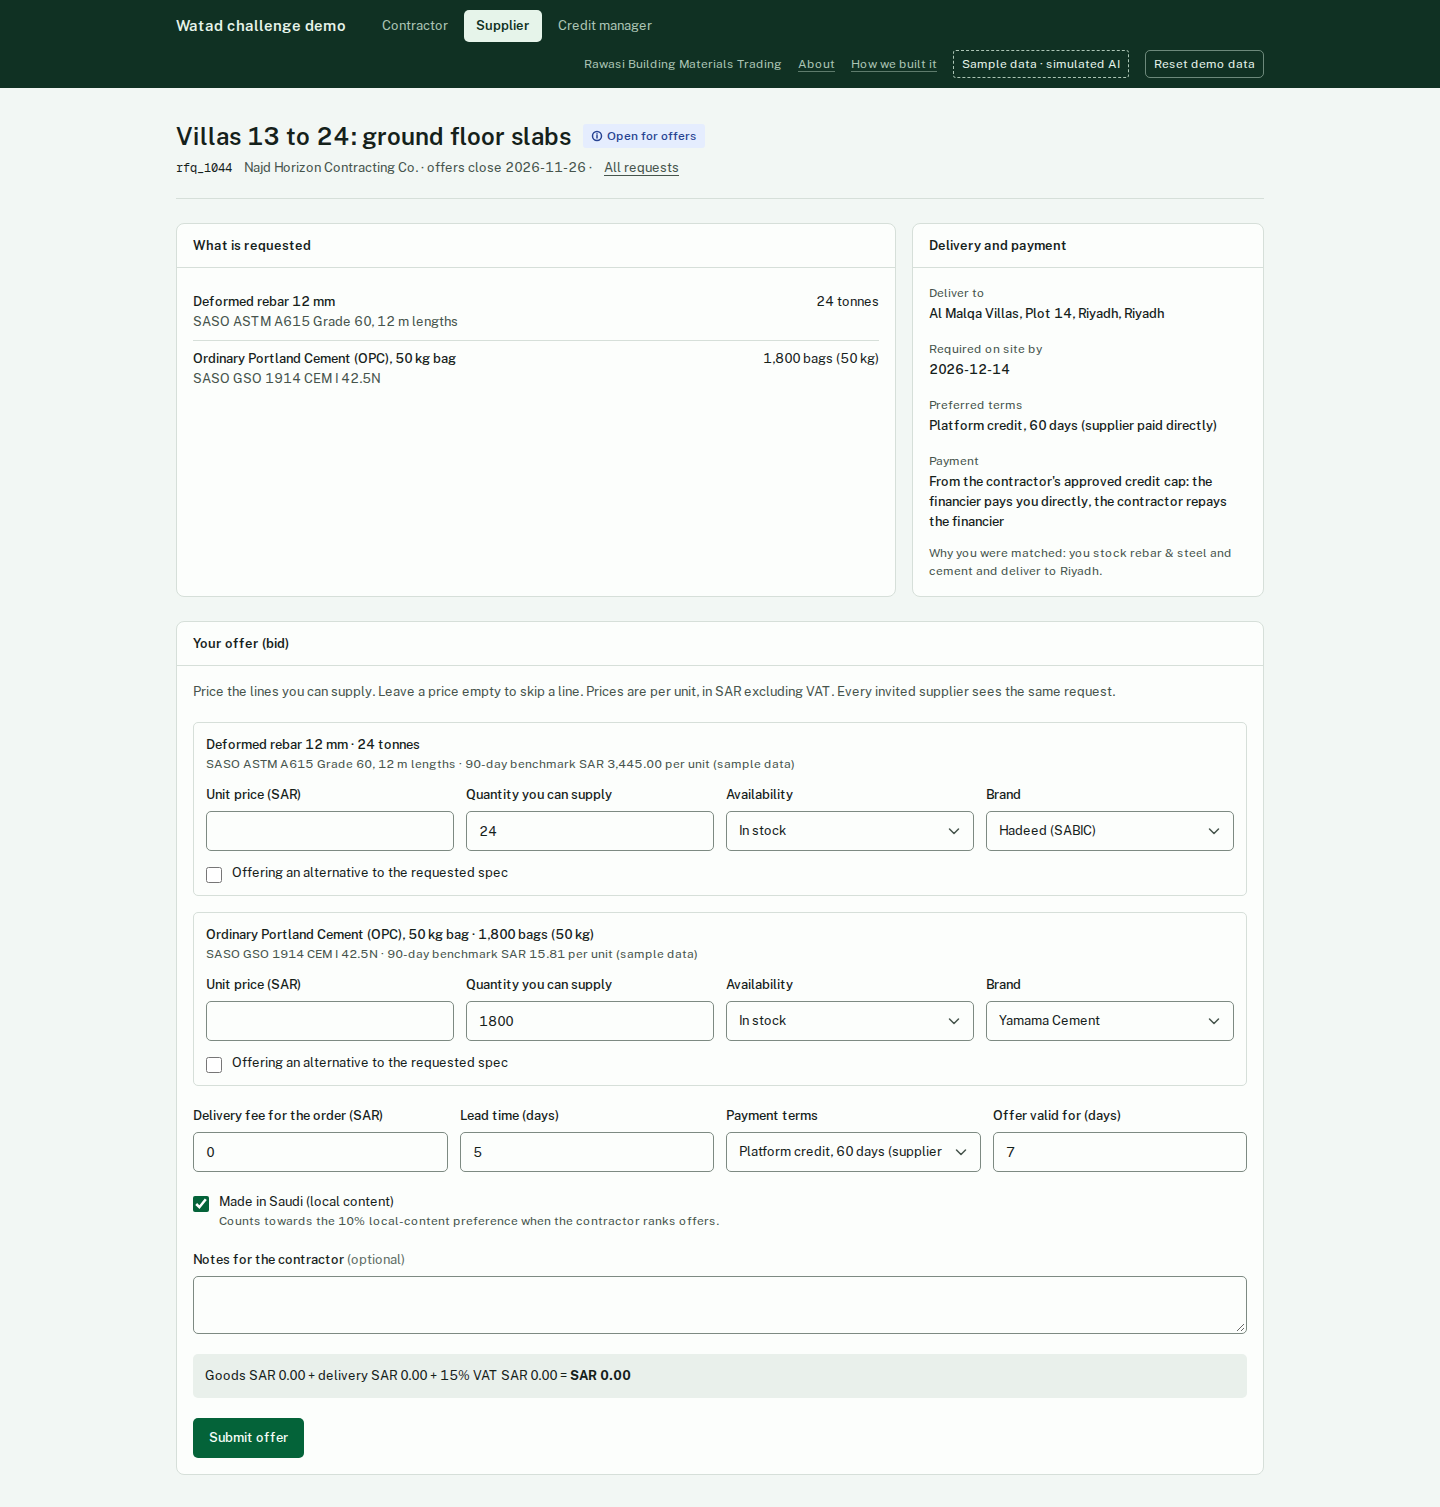 Watad challenge demo
Contractor
Supplier
Credit manager
Rawasi Building Materials Trading
About
How we built it
Sample data · simulated AI
Reset demo data
Villas 13 to 24: ground floor slabs
Open for offers
rfq_1044 Najd Horizon Contracting Co. · offers close 2026-11-26 · All requests
What is requested
Deformed rebar 12 mm 24 tonnes
SASO ASTM A615 Grade 60, 12 m lengths
Ordinary Portland Cement (OPC), 50 kg bag 1,800 bags (50 kg)
SASO GSO 1914 CEM I 42.5N
Delivery and payment
Deliver to
Al Malqa Villas, Plot 14, Riyadh, Riyadh
Required on site by
2026-12-14
Preferred terms
Platform credit, 60 days (supplier paid directly)
Payment
From the contractor's approved credit cap: the
financier pays you directly, the contractor repays
the financier
Why you were matched: you stock rebar & steel and
cement and deliver to Riyadh.
Your offer (bid)
Price the lines you can supply. Leave a price empty to skip a line. Prices are per unit, in SAR excluding VAT. Every invited supplier sees the same request.
Deformed rebar 12 mm · 24 tonnes
SASO ASTM A615 Grade 60, 12 m lengths · 90-day benchmark SAR 3,445.00 per unit (sample data)
Unit price (SAR) Quantity you can supply Availability Brand
24 In stock Hadeed (SABIC)
Offering an alternative to the requested spec
Ordinary Portland Cement (OPC), 50 kg bag · 1,800 bags (50 kg)
SASO GSO 1914 CEM I 42.5N · 90-day benchmark SAR 15.81 per unit (sample data)
Unit price (SAR) Quantity you can supply Availability Brand
1800 In stock Yamama Cement
Offering an alternative to the requested spec
Delivery fee for the order (SAR) Lead time (days) Payment terms Offer valid for (days)
0 5 Platform credit, 60 days (supplier 7
Made in Saudi (local content)
Counts towards the 10% local-content preference when the contractor ranks offers.
Notes for the contractor (optional)
Goods SAR 0.00 + delivery SAR 0.00 + 15% VAT SAR 0.00 = SAR 0.00
Submit offer